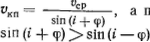 v_кп = v_ср / sin (i + φ), а п
sin (i + φ) > sin (i − φ)